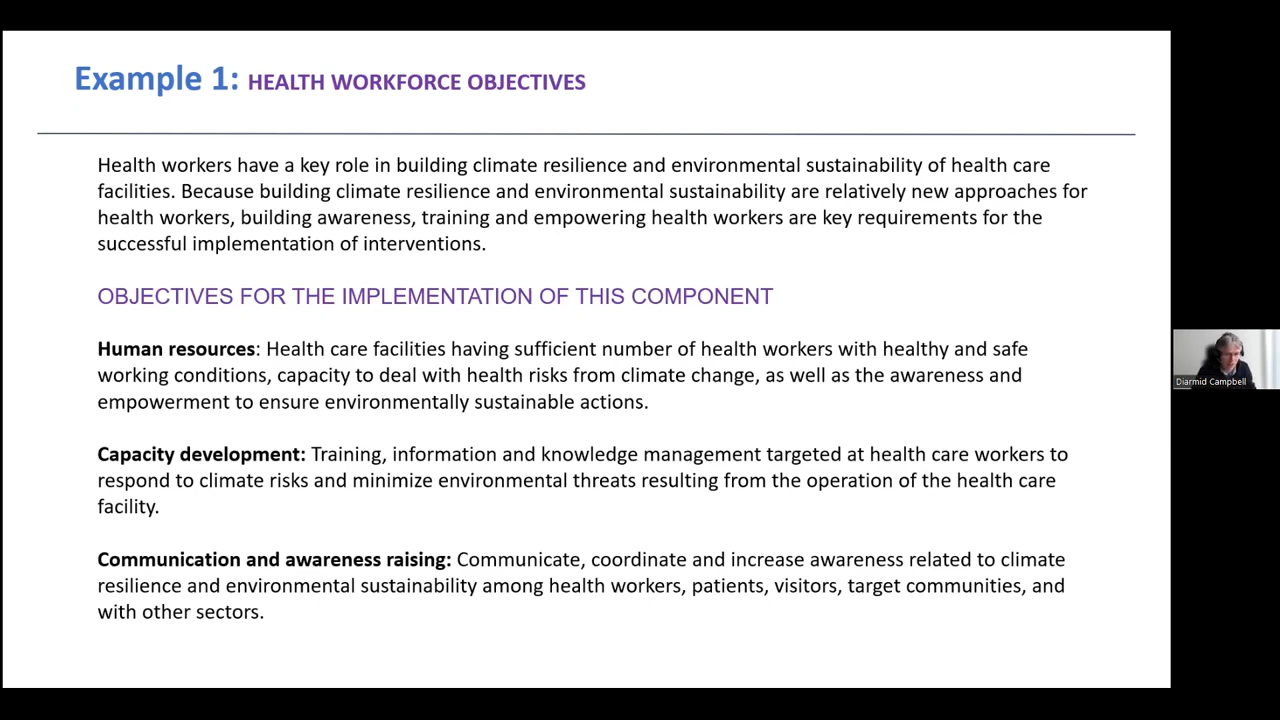 Example 1: HEALTH WORKFORCE OBJECTIVES
Health workers have a key role in building climate resilience and environmental sustainability of health care
facilities. Because building climate resilience and environmental sustainability are relatively new approaches for
health workers, building awareness, training and empowering health workers are key requirements for the
successful implementation of interventions.
OBJECTIVES FOR THE IMPLEMENTATION OF THIS COMPONENT
Human resources: Health care facilities having sufficient number of health workers with healthy and safe
working conditions, capacity to deal with health risks from climate change, as well as the awareness and
empowerment to ensure environmentally sustainable actions.
Capacity development: Training, information and knowledge management targeted at health care workers to
respond to climate risks and minimize environmental threats resulting from the operation of the health care
facility.
Communication and awareness raising: Communicate, coordinate and increase awareness related to climate
resilience and environmental sustainability among health workers, patients, visitors, target communities, and
with other sectors.
Diarmid Campbell